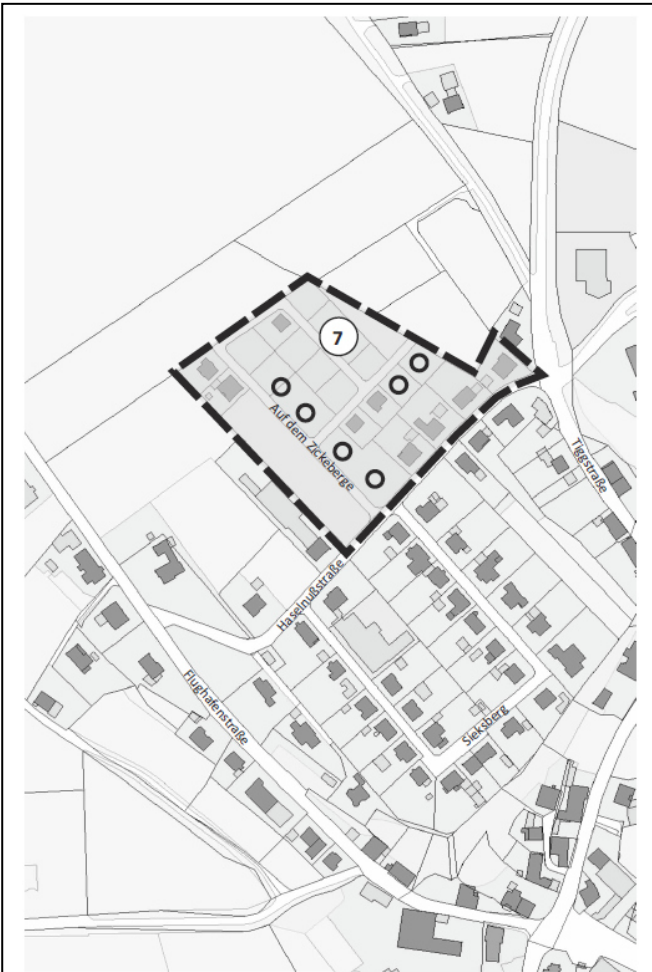 7
Auf dem Zickeberge
Tiggstraße
Haselnußstraße
Flughafenstraße
Sieksberg